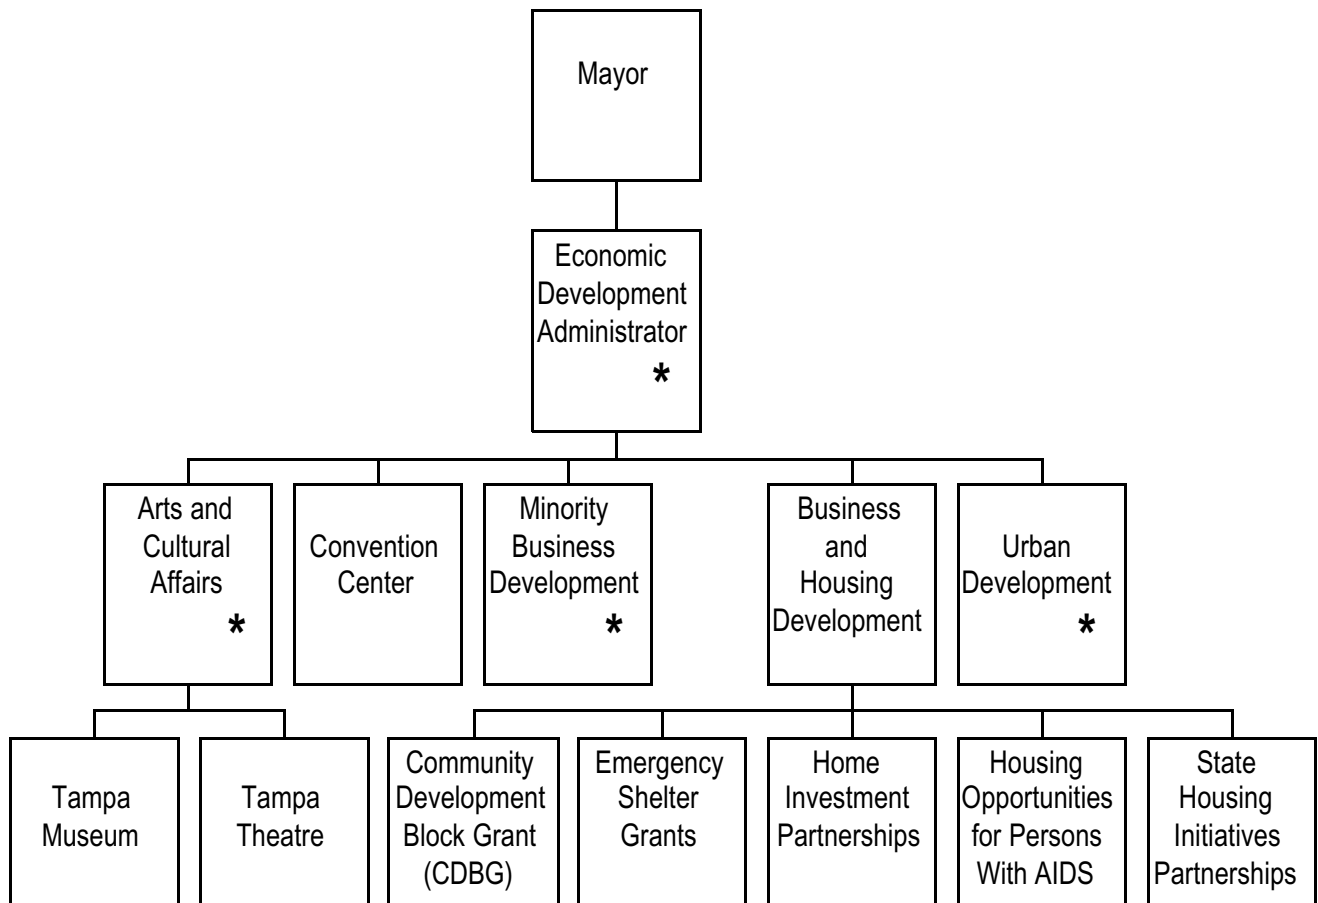 Mayor
Economic
Development
Administrator
*
Arts and
Cultural
Affairs
*
Convention
Center
Minority
Business
Development
*
Business
and
Housing
Development
Urban
Development
*
Tampa
Museum
Tampa
Theatre
Community
Development
Block Grant
(CDBG)
Emergency
Shelter
Grants
Home
Investment
Partnerships
Housing
Opportunities
for Persons
With AIDS
State
Housing
Initiatives
Partnerships